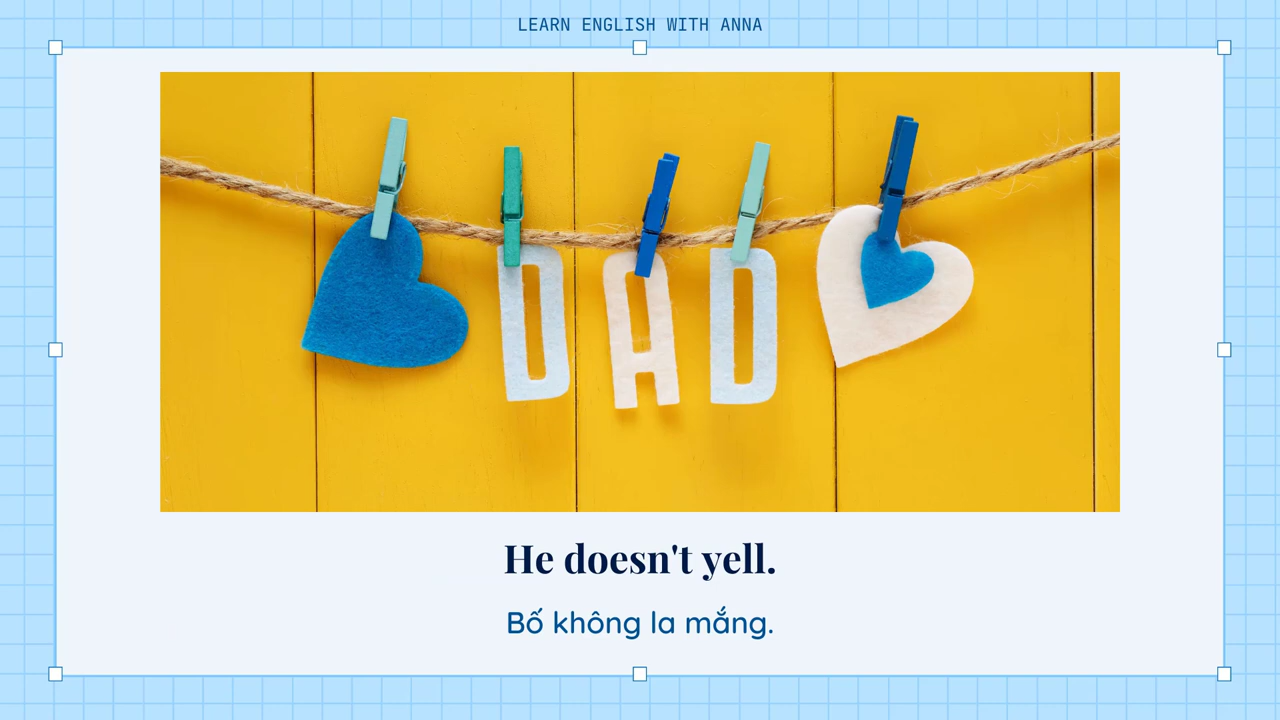 LEARN ENGLISH WITH ANNA
DAD
He doesn't yell.
Bố không la mắng.